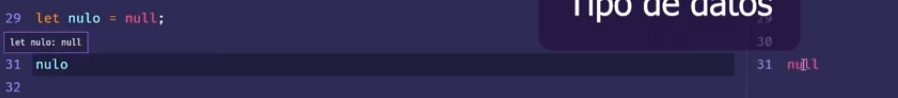 Tipo de datos
29 let nulo = null;
29
let nulo: null
30
31 nulo
31 null
32